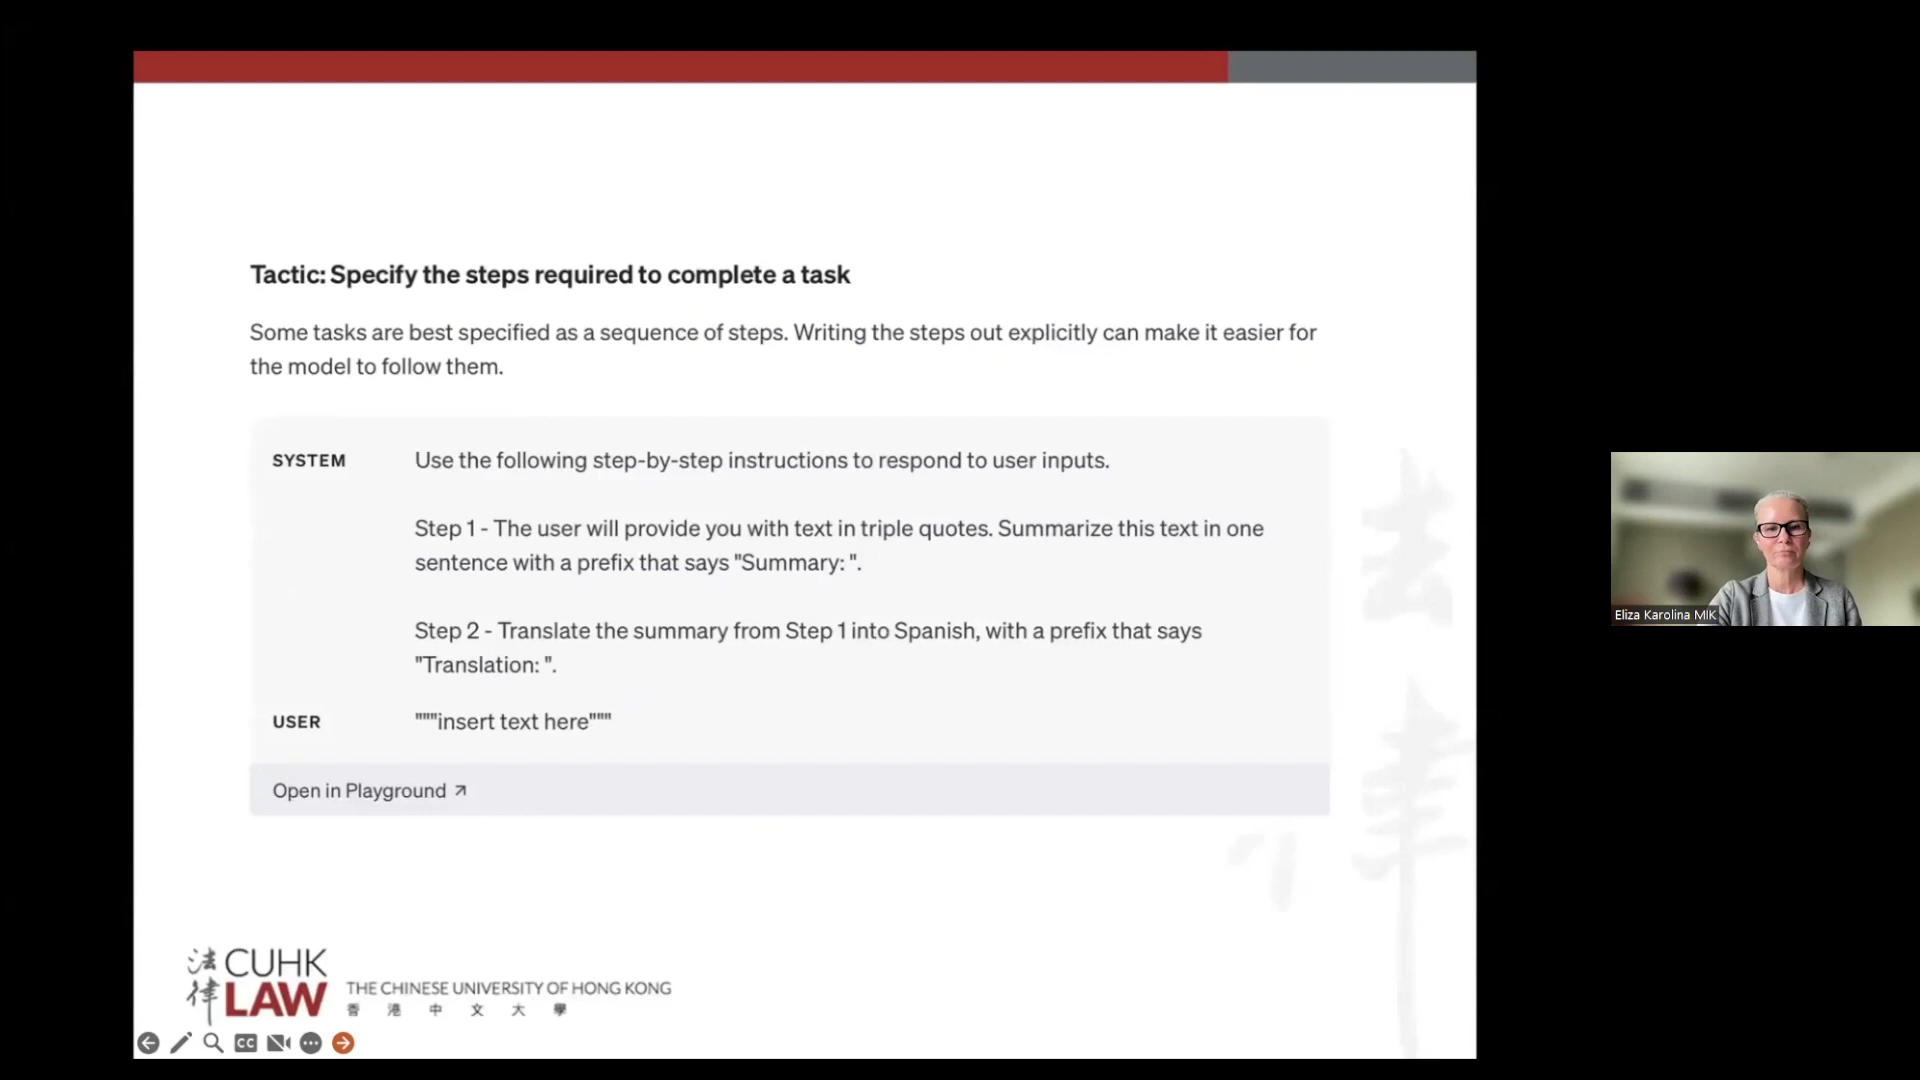 Tactic: Specify the steps required to complete a task
Some tasks are best specified as a sequence of steps. Writing the steps out explicitly can make it easier for
the model to follow them.
SYSTEM
Use the following step-by-step instructions to respond to user inputs.
Step 1 - The user will provide you with text in triple quotes. Summarize this text in one
sentence with a prefix that says "Summary: ".
Step 2 - Translate the summary from Step 1 into Spanish, with a prefix that says
"Translation: ".
USER
"""insert text here"""
Open in Playground ↗
Eliza Karolina MIK
法律
CUHK
LAW
THE CHINESE UNIVERSITY OF HONG KONG
香港中文大學
CC
法律